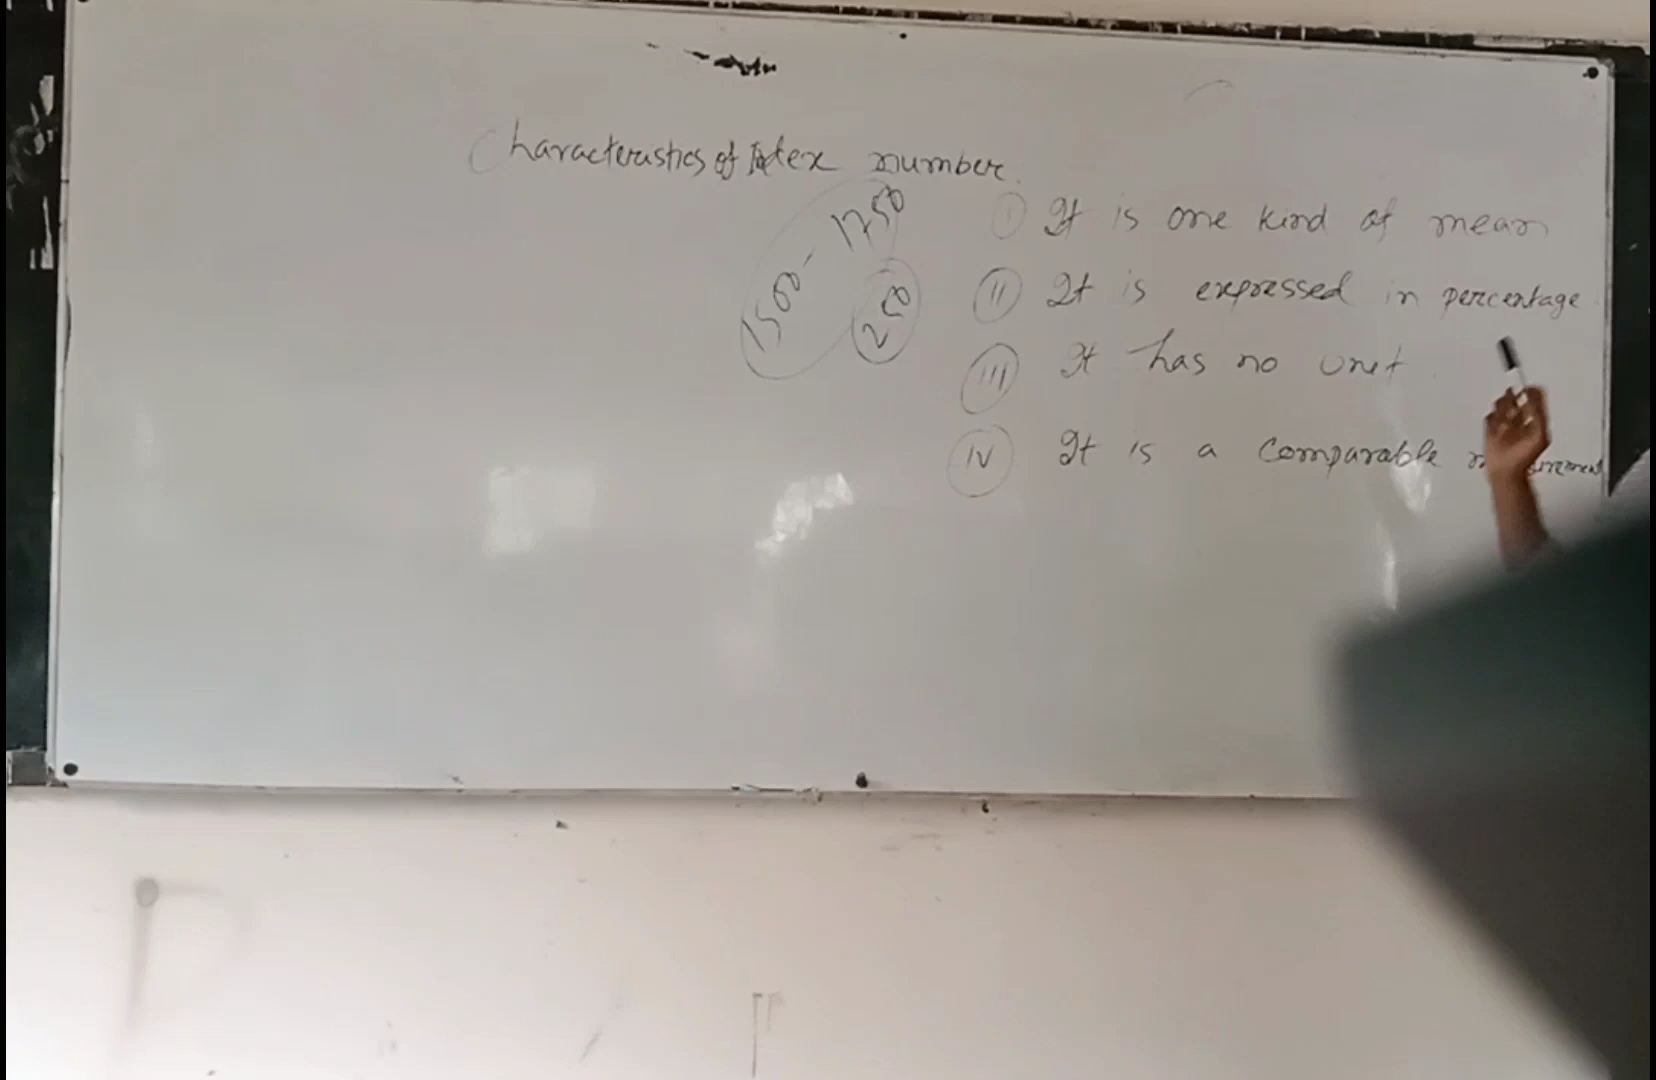 Characteristics of Index number.
1500 - 1750
250
(i) It is one kind of mean
(ii) It is expressed in percentage
(iii) It has no unit.
(iv) It is a comparable